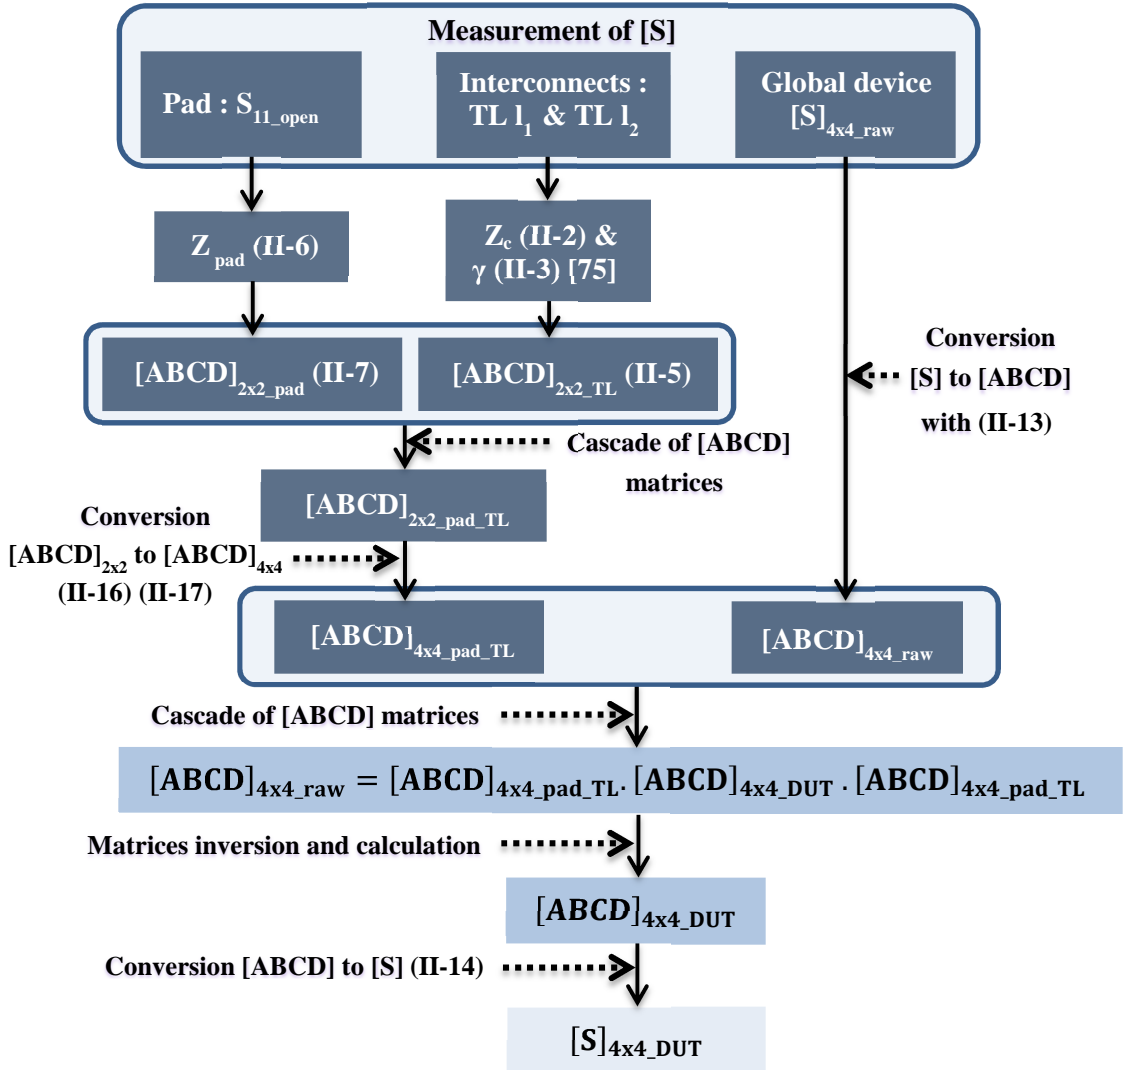 Measurement of [S]
Pad : S11_open
Interconnects :
TL l1 & TL l2
Global device
[S]4x4_raw
Zpad (II-6)
Zc (II-2) &
γ (II-3) [75]
[ABCD]2x2_pad (II-7)
[ABCD]2x2_TL (II-5)
Conversion
[S] to [ABCD]
with (II-13)
Cascade of [ABCD]
matrices
[ABCD]2x2_pad_TL
Conversion
[ABCD]2x2 to [ABCD]4x4
(II-16) (II-17)
[ABCD]4x4_pad_TL
[ABCD]4x4_raw
Cascade of [ABCD] matrices
[ABCD]4x4_raw = [ABCD]4x4_pad_TL. [ABCD]4x4_DUT . [ABCD]4x4_pad_TL
Matrices inversion and calculation
[ABCD]4x4_DUT
Conversion [ABCD] to [S] (II-14)
[S]4x4_DUT